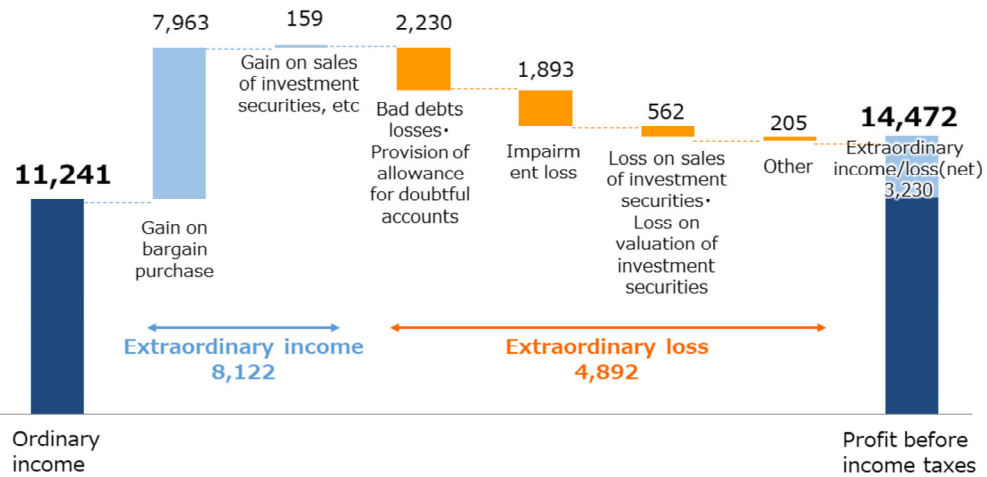 11,241
Ordinary
income
7,963
Gain on
bargain
purchase
159
Gain on sales
of investment
securities, etc
Extraordinary income
8,122
2,230
Bad debts
losses・
Provision of
allowance
for doubtful
accounts
1,893
Impairm
ent loss
562
Loss on sales
of investment
securities・
Loss on
valuation of
investment
securities
205
Other
Extraordinary loss
4,892
14,472
Extraordinary
income/loss(net)
3,230
Profit before
income taxes